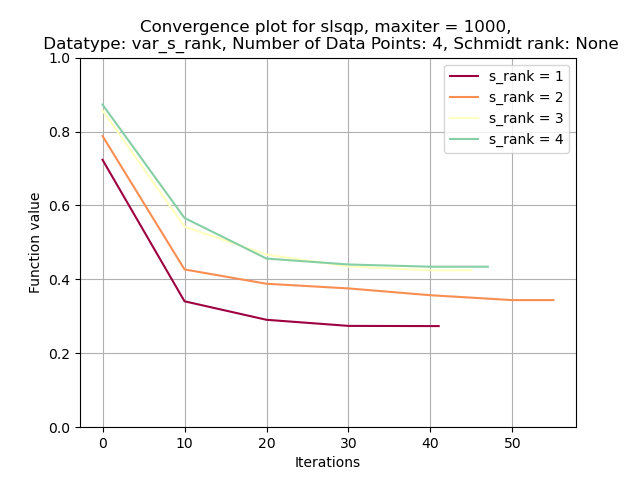 Convergence plot for slsqp, maxiter = 1000,
Datatype: var_s_rank, Number of Data Points: 4, Schmidt rank: None
1.0
0.8
0.6
0.4
0.2
0.0
Function value
s_rank = 1
s_rank = 2
s_rank = 3
s_rank = 4
0 10 20 30 40 50
Iterations